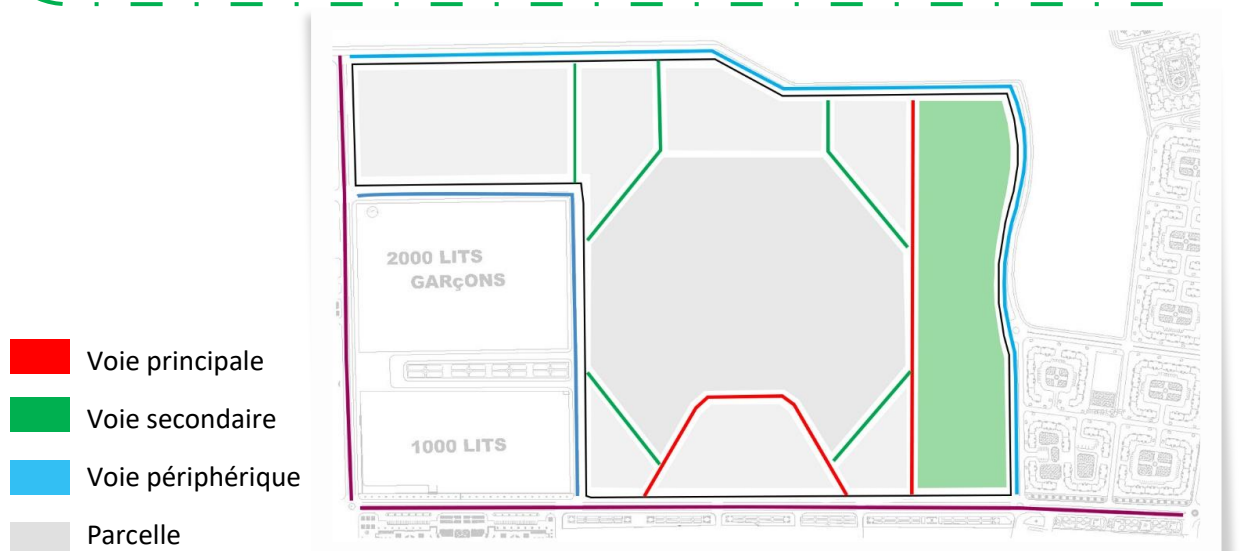 2000 LITS
GARçONS
1000 LITS
Voie principale
Voie secondaire
Voie périphérique
Parcelle